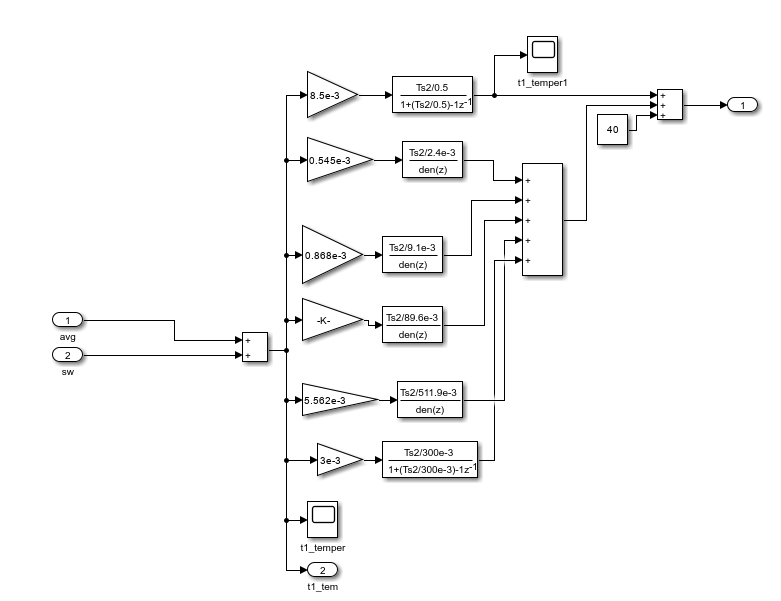 t1_temper1
8.5e-3
Ts2/0.5
1+(Ts2/0.5)-1z-1
+
+
+
1
40
0.545e-3
Ts2/2.4e-3
den(z)
+
+
+
+
+
0.868e-3
Ts2/9.1e-3
den(z)
1
avg
-K-
Ts2/89.6e-3
den(z)
+
+
2
sw
5.562e-3
Ts2/511.9e-3
den(z)
3e-3
Ts2/300e-3
1+(Ts2/300e-3)-1z-1
t1_temper
2
t1_tem